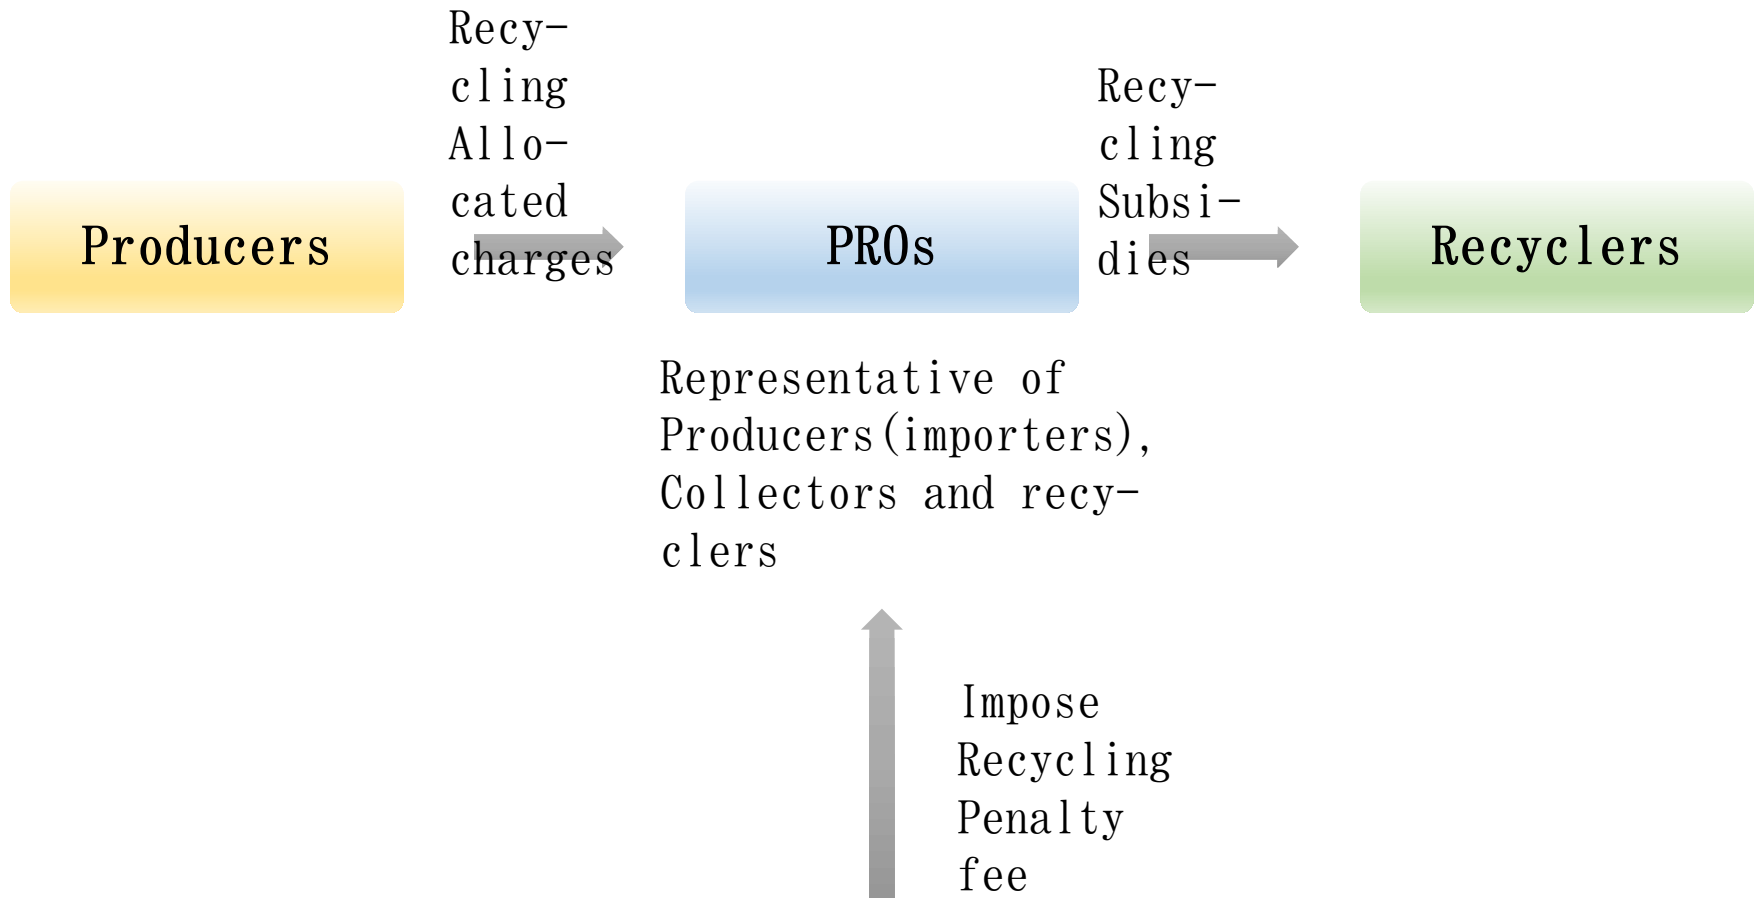 Recy-
cling
Allo-
cated
charges
Recy-
cling
Subsi-
dies
Producers
PROs
Recyclers
Representative of
Producers(importers),
Collectors and recy-
clers
Impose
Recycling
Penalty
fee